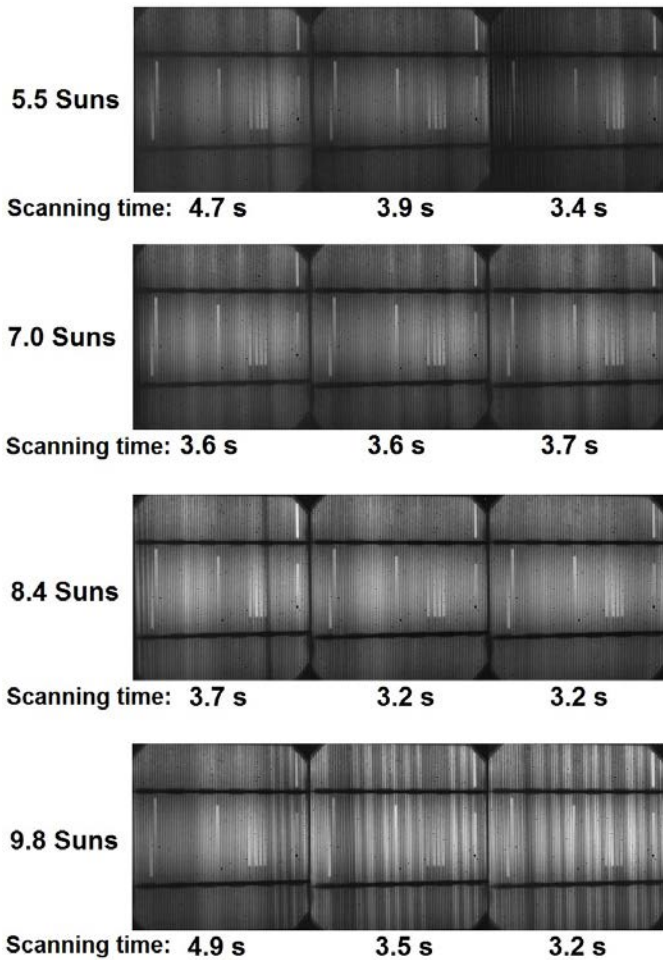 5.5 Suns
Scanning time: 4.7 s 3.9 s 3.4 s
7.0 Suns
Scanning time: 3.6 s 3.6 s 3.7 s
8.4 Suns
Scanning time: 3.7 s 3.2 s 3.2 s
9.8 Suns
Scanning time: 4.9 s 3.5 s 3.2 s